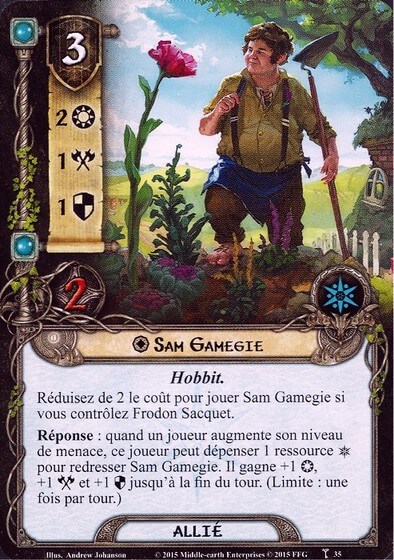 3
2
1
1
2
Sam Gamegie
Hobbit.
Réduisez de 2 le coût pour jouer Sam Gamegie si
vous contrôlez Frodon Sacquet.
Réponse : quand un joueur augmente son niveau
de menace, ce joueur peut dépenser 1 ressource
pour redresser Sam Gamegie. Il gagne +1 ,
+1 et +1 jusqu'à la fin du tour. (Limite : une
fois par tour.)
ALLIÉ
Illus. Andrew Johanson © 2015 Middle-earth Enterprises © 2015 FFG 35